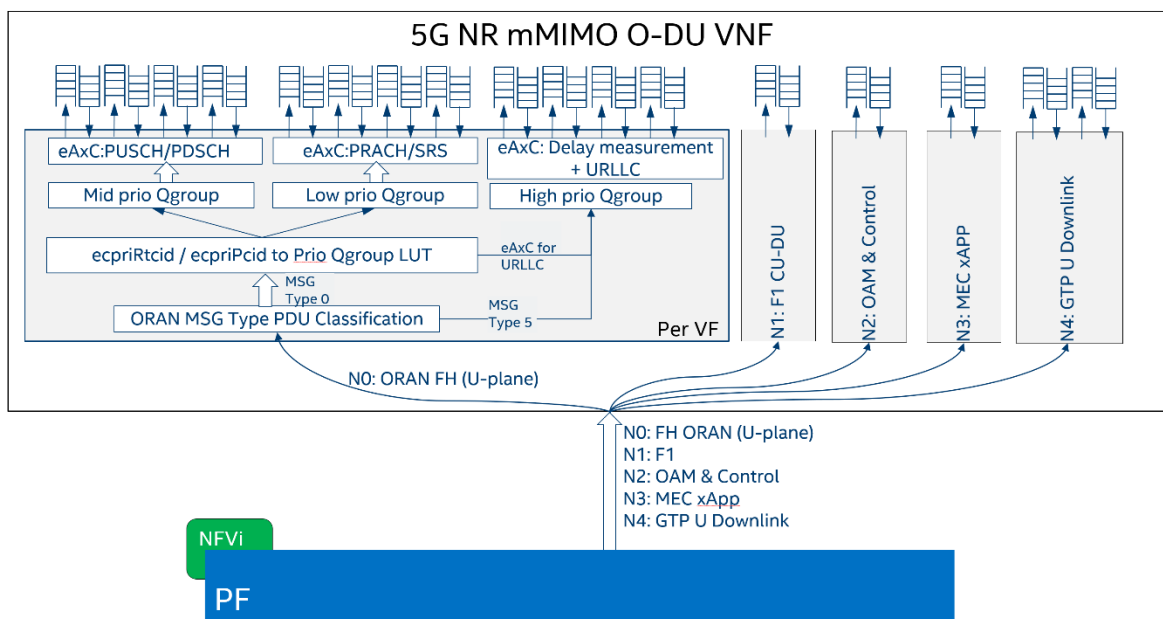 5G NR mMIMO O-DU VNF
eAxC:PUSCH/PDSCH
eAxC:PRACH/SRS
eAxC: Delay measurement
+ URLLC
Mid prio Qgroup
Low prio Qgroup
High prio Qgroup
ecpriRtcid / ecpriPcid to Prio Qgroup LUT
eAxC for
URLLC
MSG
Type 0
ORAN MSG Type PDU Classification
MSG
Type 5
Per VF
N1: F1 CU-DU
N2: OAM & Control
N3: MEC xAPP
N4: GTP U Downlink
N0: ORAN FH (U-plane)
N0: FH ORAN (U-plane)
N1: F1
N2: OAM & Control
N3: MEC xApp
N4: GTP U Downlink
NFVi
PF